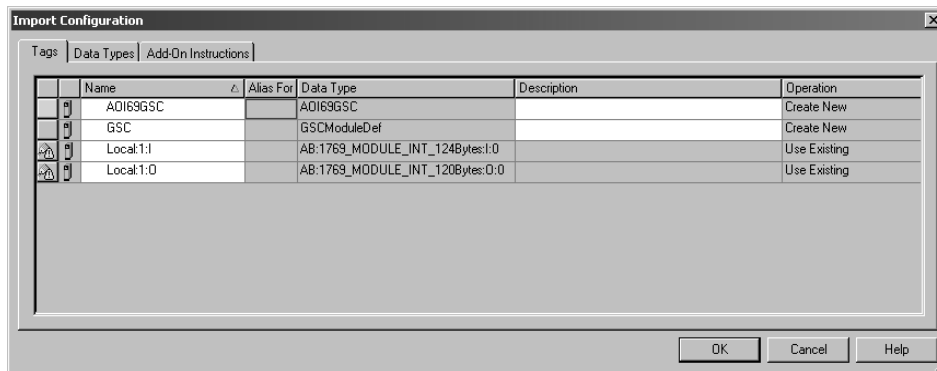 Import Configuration
Tags Data Types Add-On Instructions
Name Alias For Data Type Description Operation
AOI69GSC AOI69GSC Create New
GSC GSCModuleDef Create New
Local:1:I AB:1769_MODULE_INT_124Bytes:I:0 Use Existing
Local:1:O AB:1769_MODULE_INT_120Bytes:O:0 Use Existing
OK Cancel Help